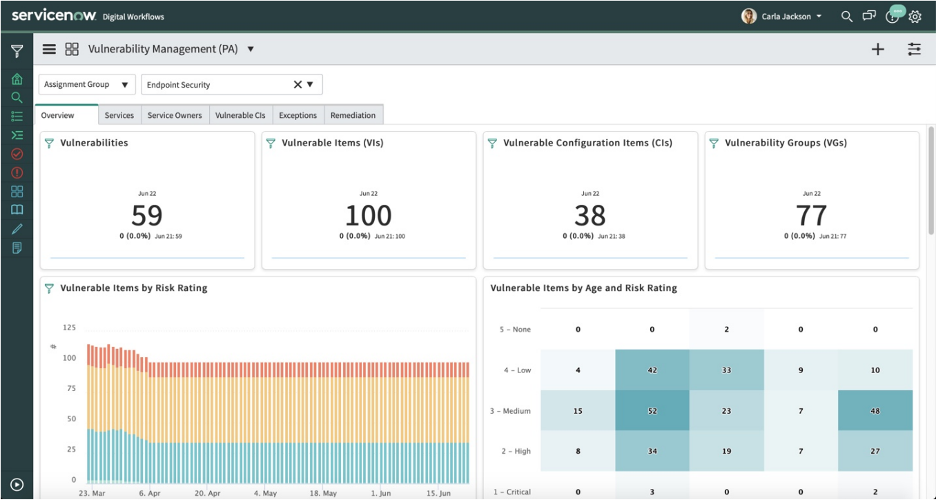 servicenow Digital Workflows
Carla Jackson
Vulnerability Management (PA)
Assignment Group
Endpoint Security
Overview
Services
Service Owners
Vulnerable CIs
Exceptions
Remediation
Vulnerabilities
Jun 22
59
0 (0.0%) Jun 21: 59
Vulnerable Items (VIs)
Jun 22
100
0 (0.0%) Jun 21: 100
Vulnerable Configuration Items (CIs)
Jun 22
38
0 (0.0%) Jun 21: 38
Vulnerability Groups (VGs)
Jun 22
77
0 (0.0%) Jun 21: 77
Vulnerable Items by Risk Rating
125
100
75
50
25
0
#
23. Mar 6. Apr 20. Apr 4. May 18. May 1. Jun 15. Jun
Vulnerable Items by Age and Risk Rating
5 - None 0 0 2 0 0
4 - Low 4 42 33 9 10
3 - Medium 15 52 23 7 48
2 - High 8 34 19 7 27
1 - Critical 0 3 0 0 2